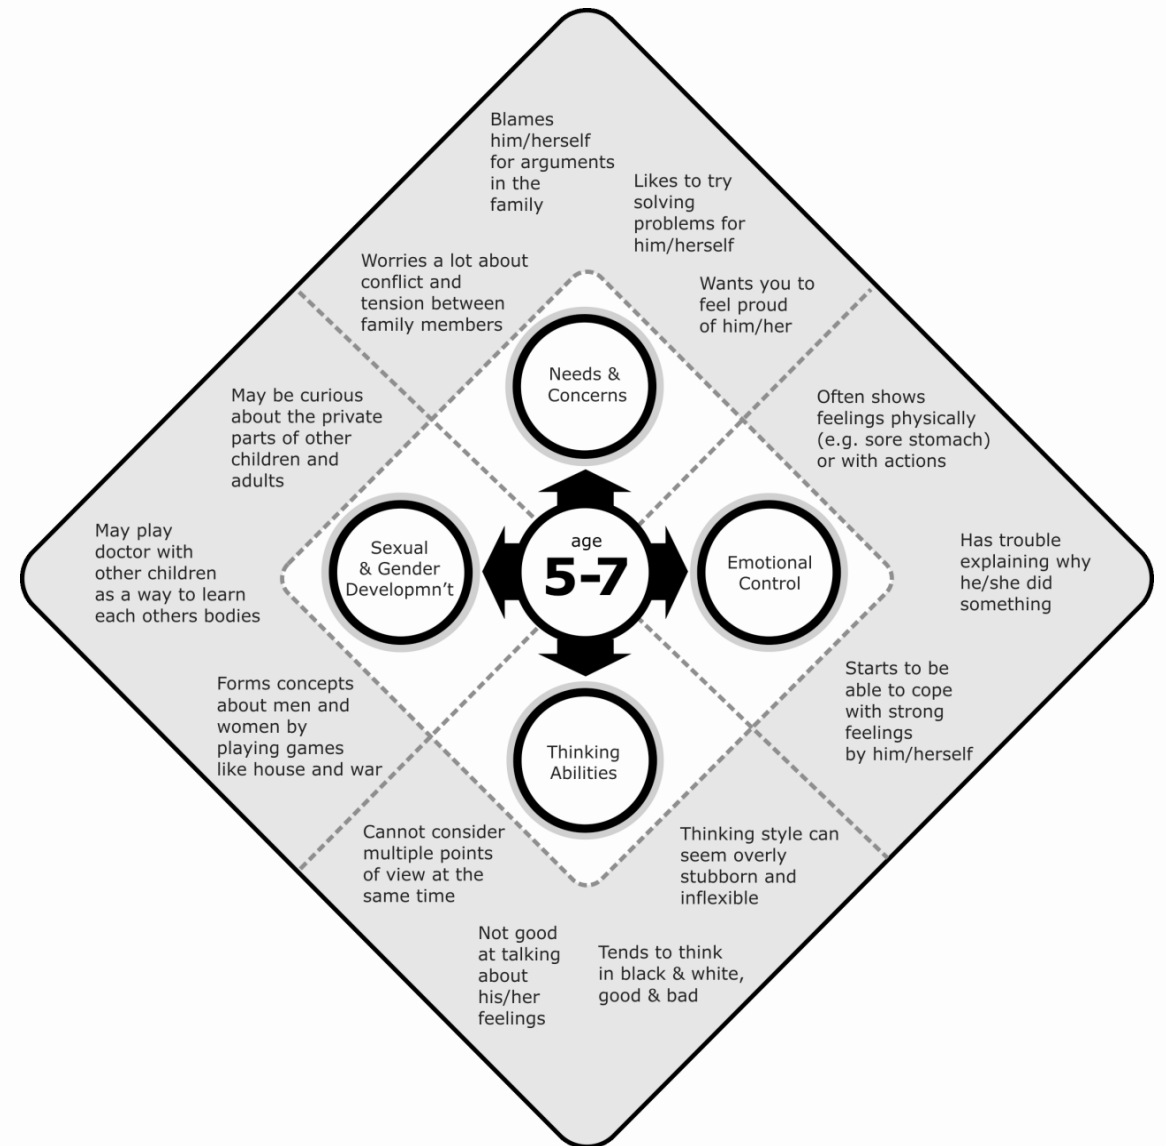 Blames
him/herself
for arguments
in the
family
Likes to try
solving
problems for
him/herself
Worries a lot about
conflict and
tension between
family members
Wants you to
feel proud
of him/her
Needs &
Concerns
May be curious
about the private
parts of other
children and
adults
Often shows
feelings physically
(e.g. sore stomach)
or with actions
May play
doctor with
other children
as a way to learn
each others bodies
Sexual
& Gender
Developmn't
age
5-7
Emotional
Control
Has trouble
explaining why
he/she did
something
Forms concepts
about men and
women by
playing games
like house and war
Starts to be
able to cope
with strong
feelings
by him/herself
Thinking
Abilities
Cannot consider
multiple points
of view at the
same time
Thinking style can
seem overly
stubborn and
inflexible
Not good
at talking
about
his/her
feelings
Tends to think
in black & white,
good & bad